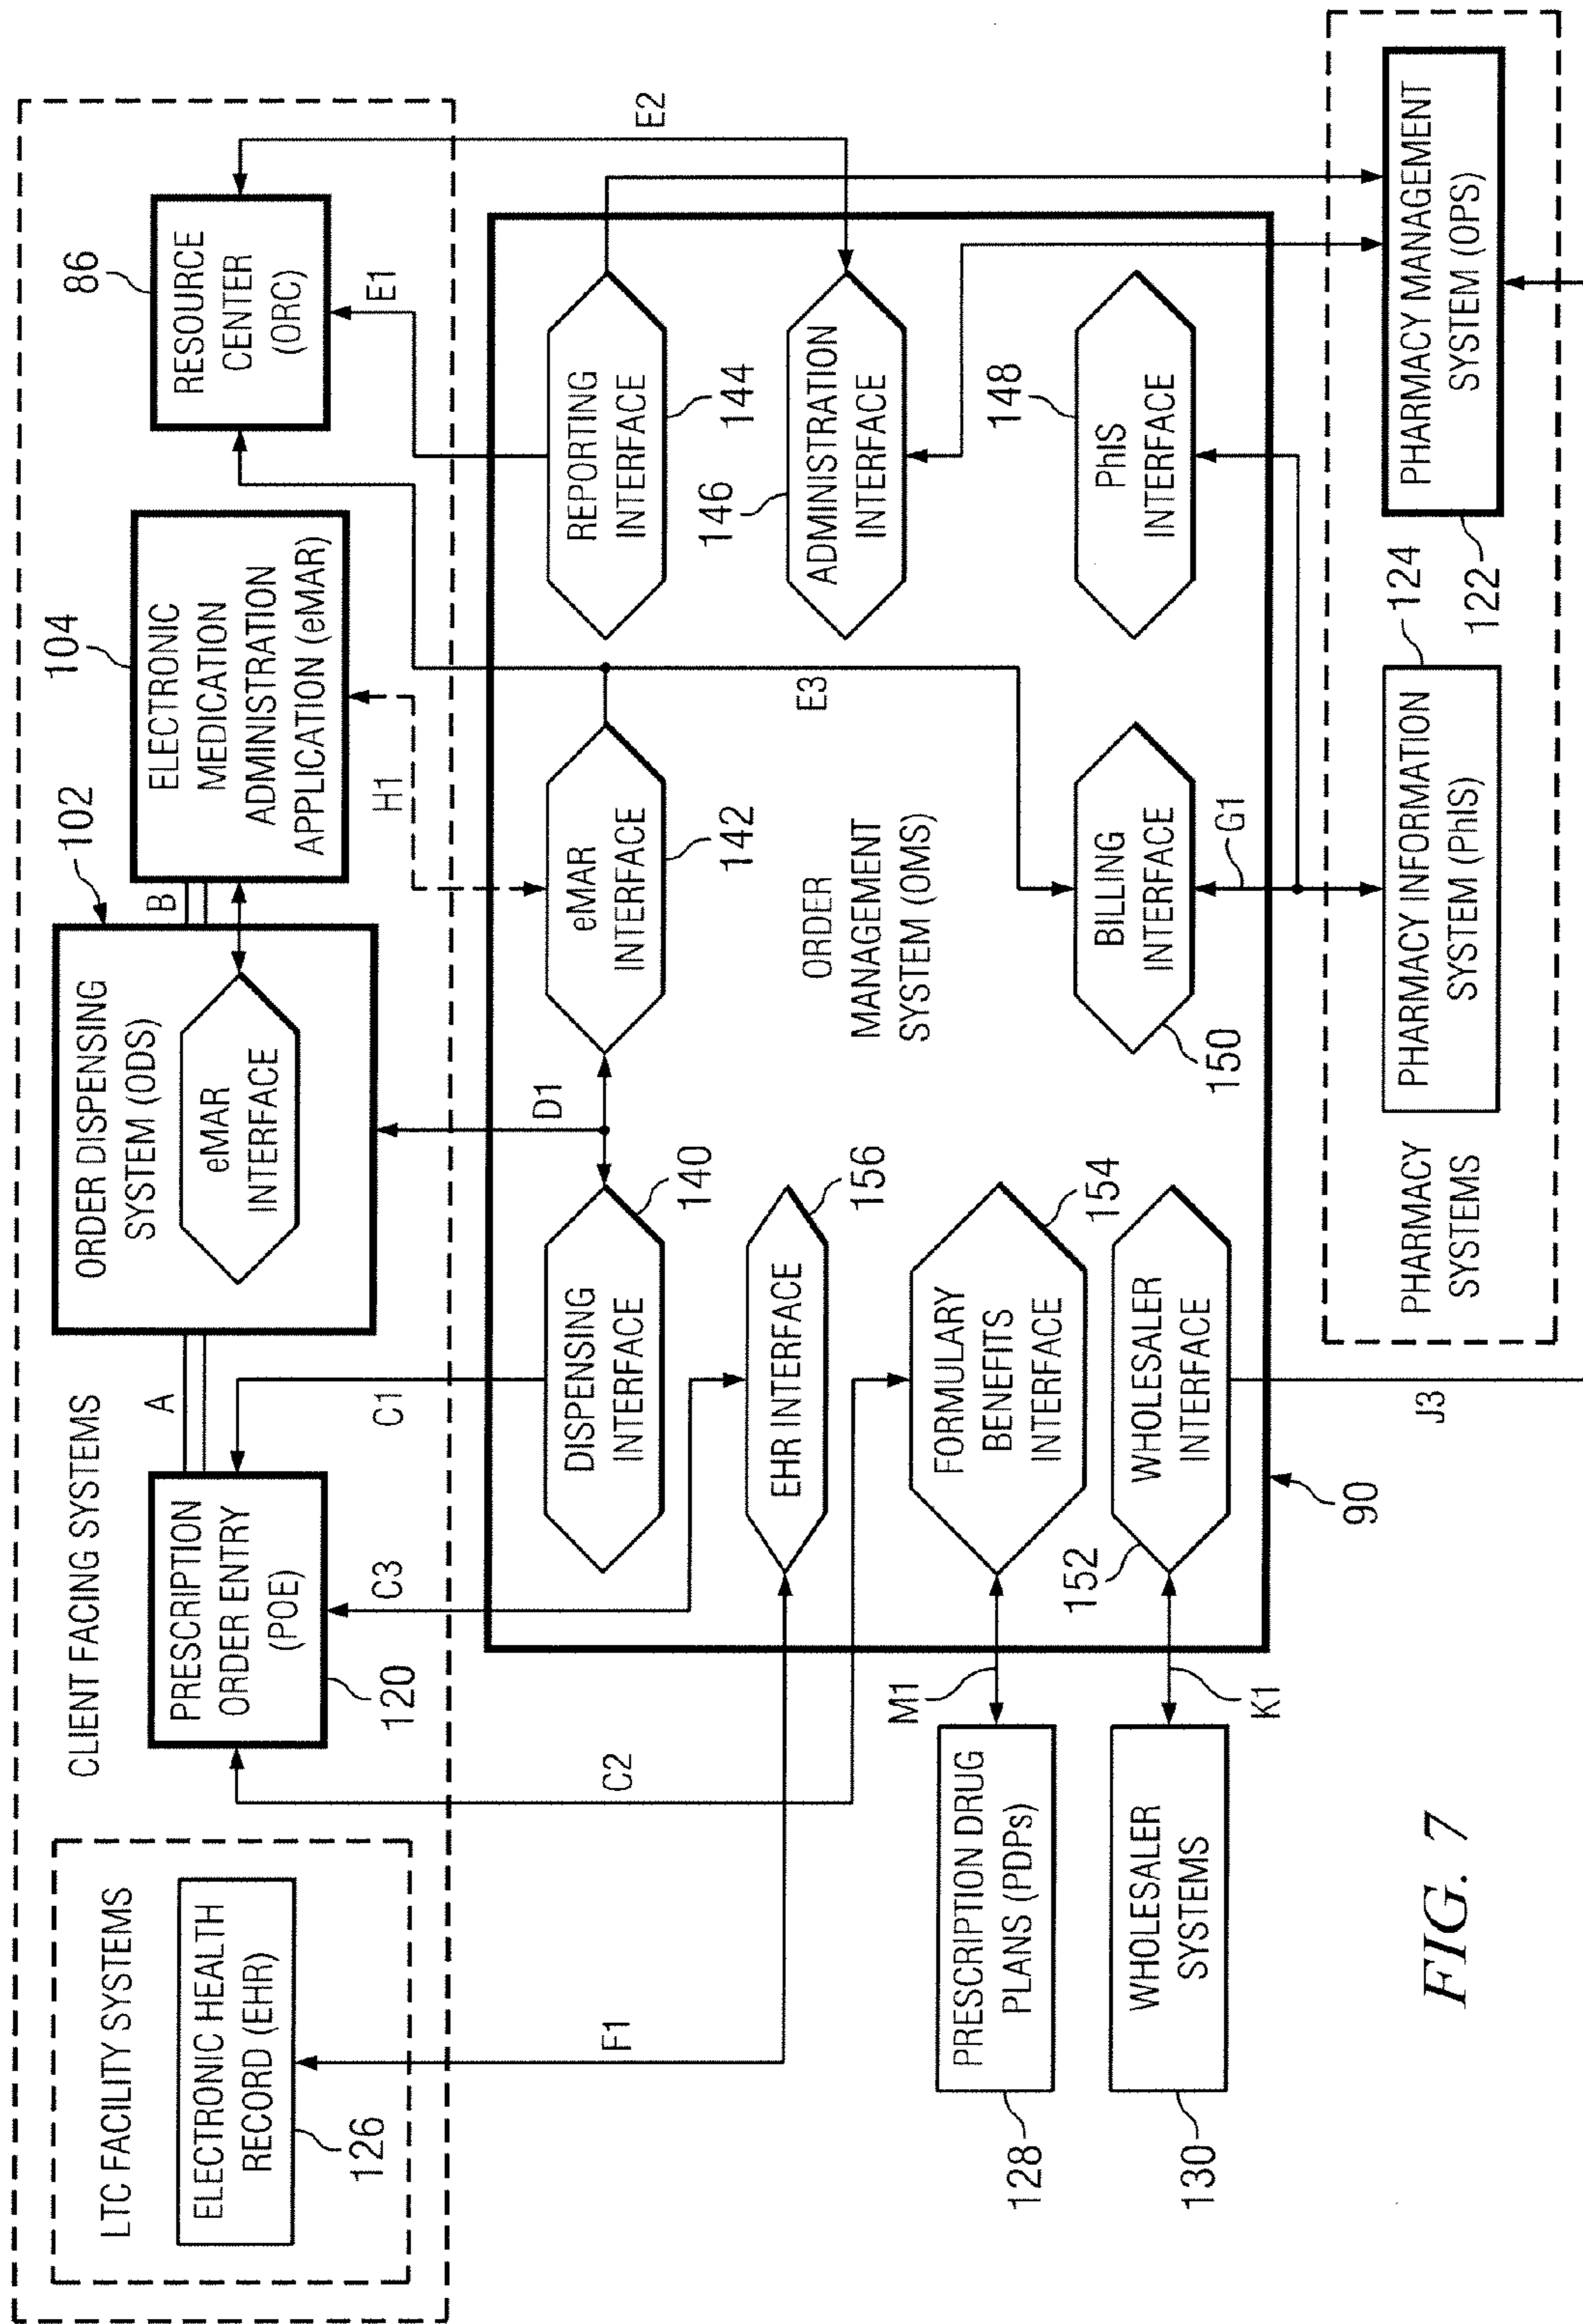 CLIENT FACING SYSTEMS
LTC FACILITY SYSTEMS
ELECTRONIC HEALTH
RECORD (EHR)
126
PRESCRIPTION
ORDER ENTRY
(POE)
120
A
ORDER DISPENSING
SYSTEM (ODS)
eMAR
INTERFACE
102
B
ELECTRONIC
MEDICATION
ADMINISTRATION
APPLICATION (eMAR)
104
RESOURCE
CENTER
(ORC)
86
F1
C2
C3
C1
D1
H1
E1
E2
DISPENSING
INTERFACE
140
eMAR
INTERFACE
142
REPORTING
INTERFACE
144
EHR INTERFACE
156
E3
146
ADMINISTRATION
INTERFACE
ORDER
MANAGEMENT
SYSTEM (OMS)
FORMULARY
BENEFITS
INTERFACE
154
M1
PRESCRIPTION DRUG
PLANS (PDPs)
128
152
WHOLESALER
INTERFACE
K1
WHOLESALER
SYSTEMS
130
BILLING
INTERFACE
150
G1
148
PhIS
INTERFACE
90
J3
PHARMACY
SYSTEMS
PHARMACY INFORMATION
SYSTEM (PhIS)
124
PHARMACY MANAGEMENT
SYSTEM (OPS)
122
FIG. 7